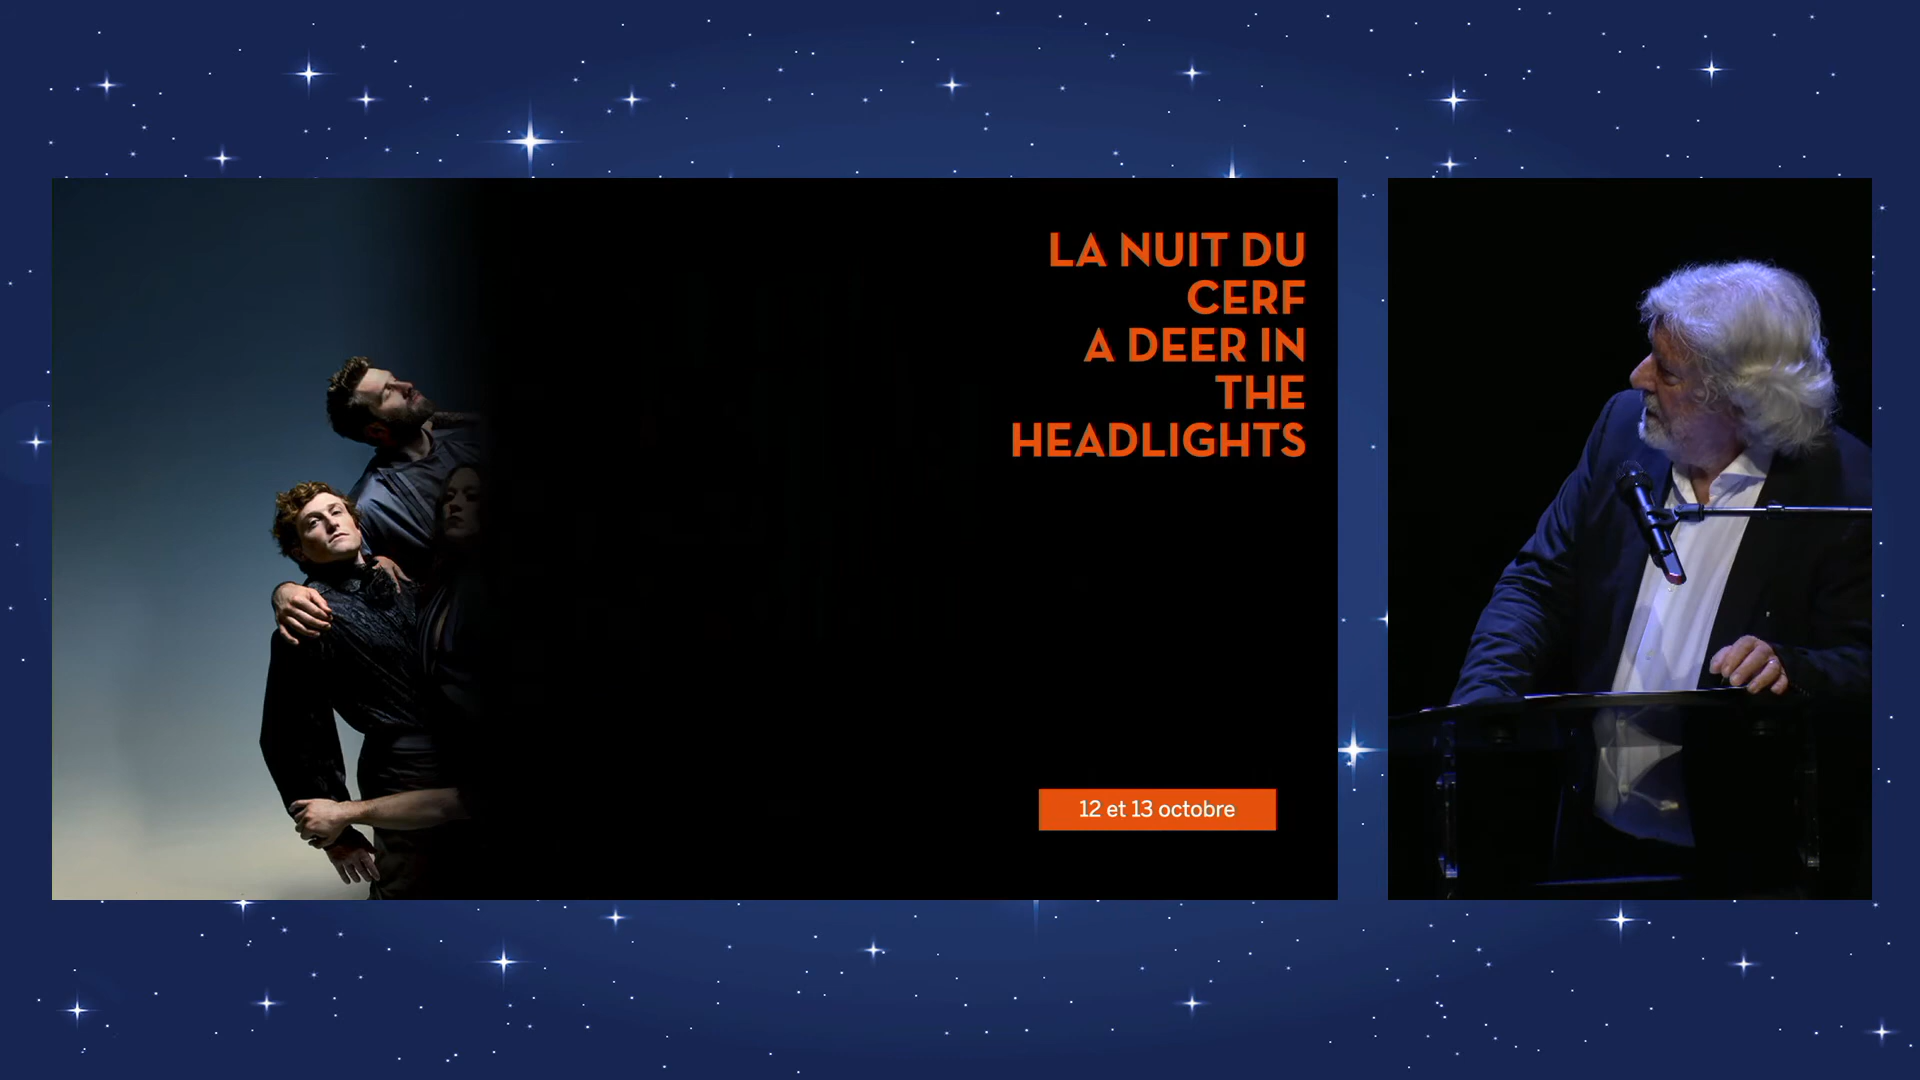 LA NUIT DU
CERF
A DEER IN
THE
HEADLIGHTS
12 et 13 octobre